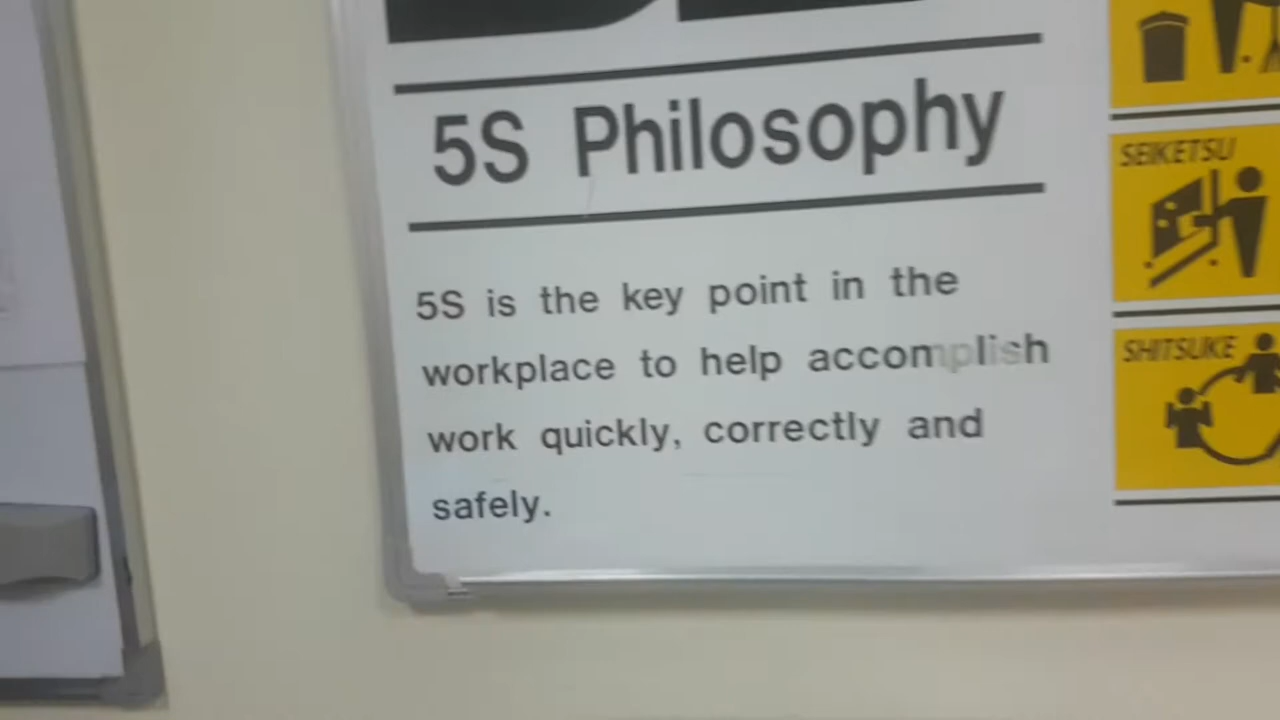 5S Philosophy
5S is the key point in the
workplace to help accomplish
work quickly, correctly and
safely.
SEIKETSU
SHITSUKE